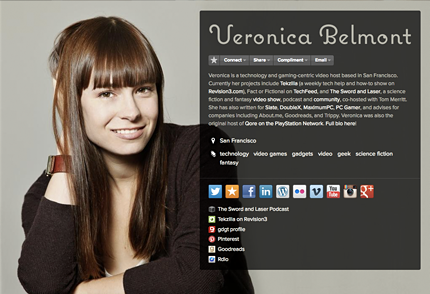 Veronica Belmont
Connect Share Compliment Email
Veronica is a technology and gaming-centric video host based in San Francisco.
Currently her projects include Tekzilla (a weekly tech help and how-to show on
Revision3.com), Fact or Fictional on TechFeed, and The Sword and Laser, a science
fiction and fantasy video show, podcast and community, co-hosted with Tom Merritt.
She has also written for Slate, DoubleX, MaximumPC, PC Gamer, and advises for
companies including About.me, Goodreads, and Trippy. Veronica was also the
original host of Qore on the PlayStation Network. Full bio here!
San Francisco
technology video games gadgets video geek science fiction
fantasy
f in W v You Tube g+
The Sword and Laser Podcast
Tekzilla on Revision3
gdgt profile
Pinterest
Goodreads
Rdio